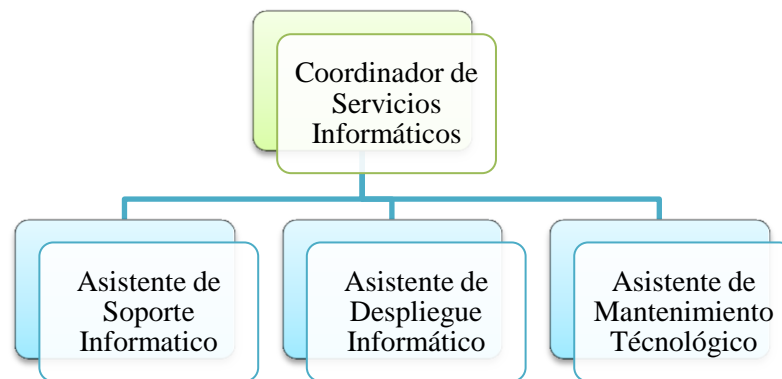 Coordinador de
Servicios
Informáticos
Asistente de
Soporte
Informatico
Asistente de
Despliegue
Informático
Asistente de
Mantenimiento
Técnológico